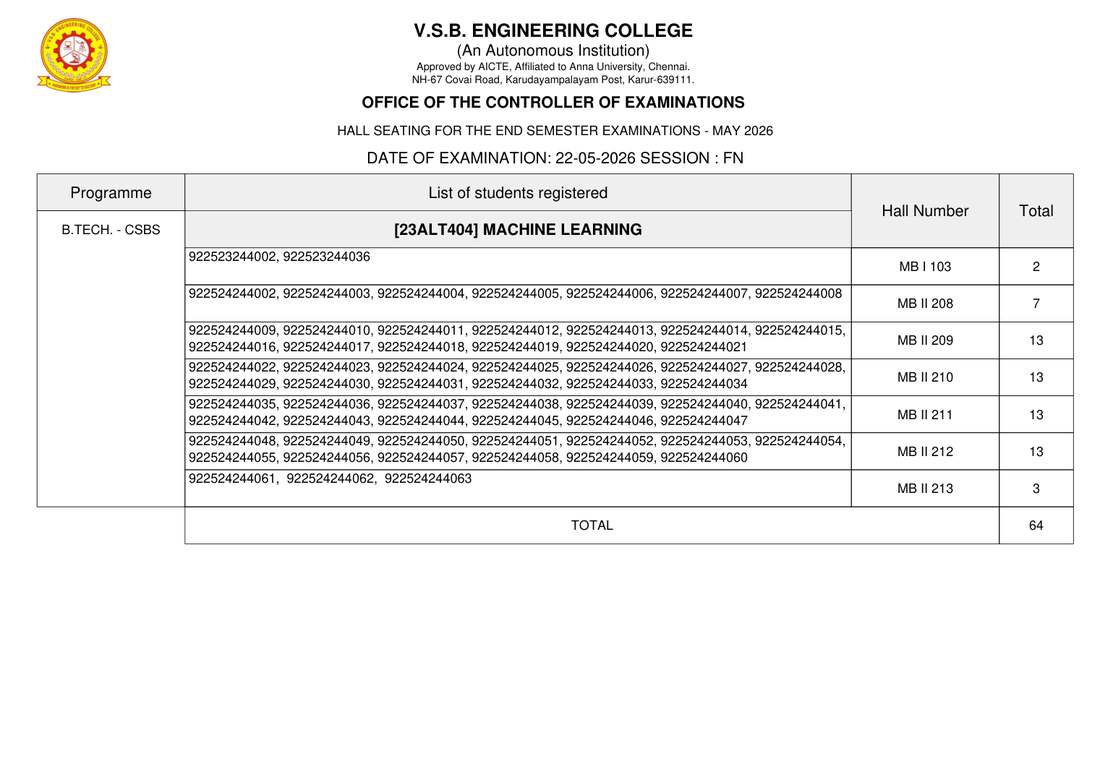 V.S.B. ENGINEERING COLLEGE
(An Autonomous Institution)
Approved by AICTE, Affiliated to Anna University, Chennai.
NH-67 Covai Road, Karudayampalayam Post, Karur-639111.
OFFICE OF THE CONTROLLER OF EXAMINATIONS
HALL SEATING FOR THE END SEMESTER EXAMINATIONS - MAY 2026
DATE OF EXAMINATION: 22-05-2026 SESSION : FN
Programme List of students registered Hall Number Total
B.TECH. - CSBS [23ALT404] MACHINE LEARNING
922523244002, 922523244036 MB I 103 2
922524244002, 922524244003, 922524244004, 922524244005, 922524244006, 922524244007, 922524244008 MB II 208 7
922524244009, 922524244010, 922524244011, 922524244012, 922524244013, 922524244014, 922524244015,
922524244016, 922524244017, 922524244018, 922524244019, 922524244020, 922524244021 MB II 209 13
922524244022, 922524244023, 922524244024, 922524244025, 922524244026, 922524244027, 922524244028,
922524244029, 922524244030, 922524244031, 922524244032, 922524244033, 922524244034 MB II 210 13
922524244035, 922524244036, 922524244037, 922524244038, 922524244039, 922524244040, 922524244041,
922524244042, 922524244043, 922524244044, 922524244045, 922524244046, 922524244047 MB II 211 13
922524244048, 922524244049, 922524244050, 922524244051, 922524244052, 922524244053, 922524244054,
922524244055, 922524244056, 922524244057, 922524244058, 922524244059, 922524244060 MB II 212 13
922524244061, 922524244062, 922524244063 MB II 213 3
TOTAL 64